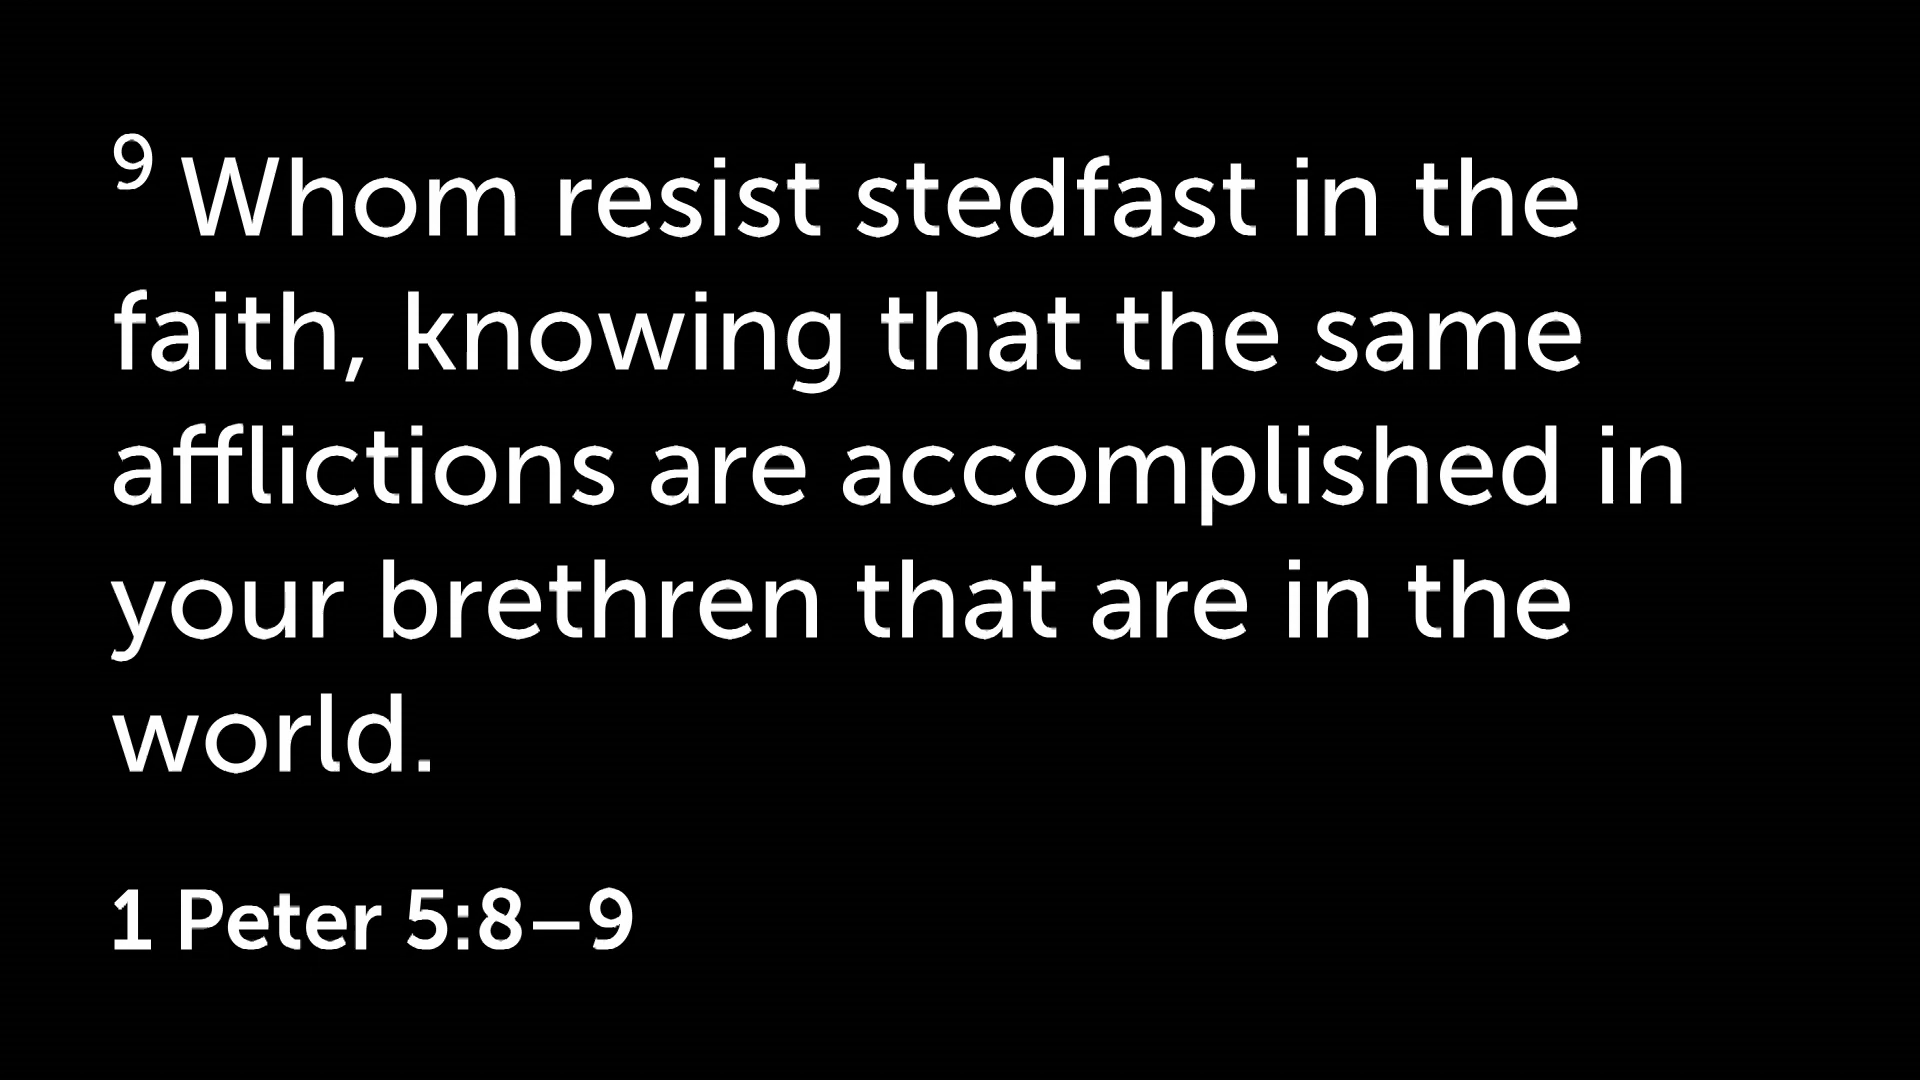 9 Whom resist stedfast in the
faith, knowing that the same
afflictions are accomplished in
your brethren that are in the
world.
1 Peter 5:8–9